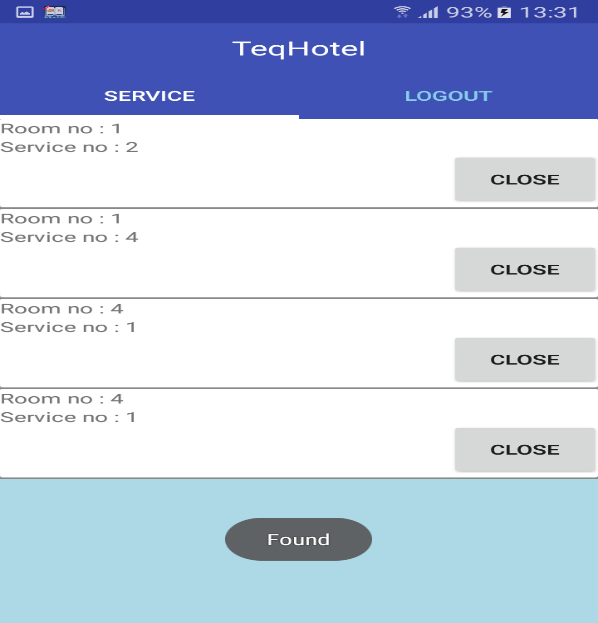 93% 13:31
TeqHotel
SERVICE LOGOUT
Room no : 1
Service no : 2
CLOSE
Room no : 1
Service no : 4
CLOSE
Room no : 4
Service no : 1
CLOSE
Room no : 4
Service no : 1
CLOSE
Found